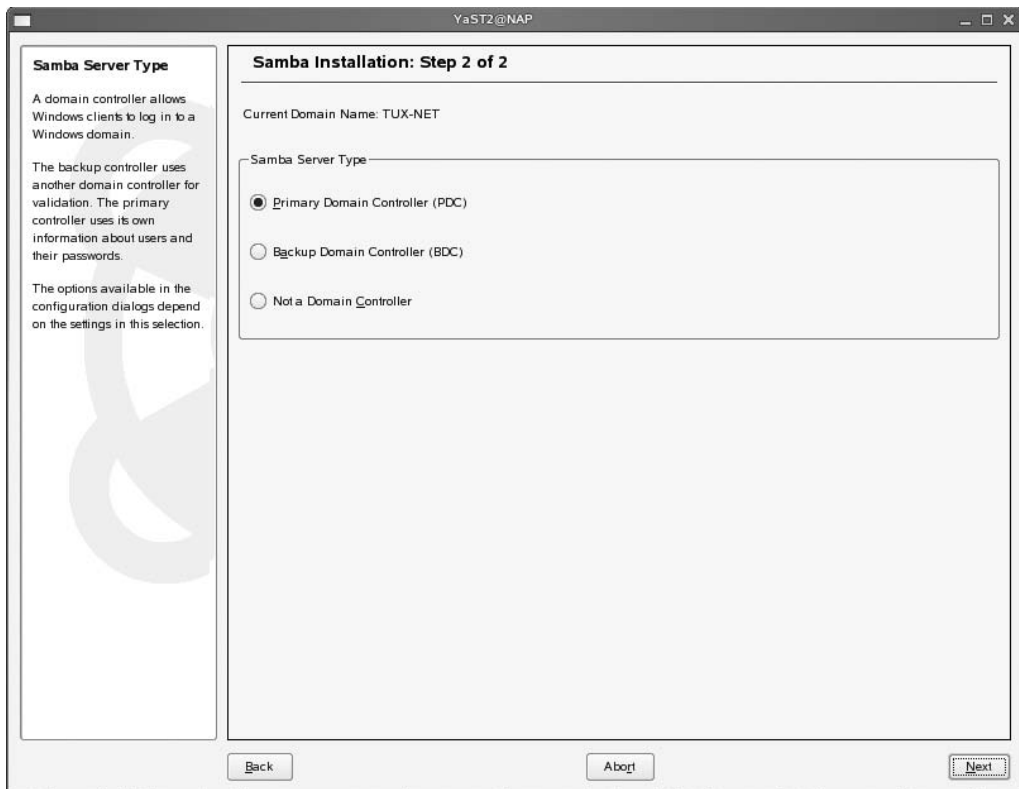 YaST2@NAP
Samba Server Type
A domain controller allows
Windows clients to log in to a
Windows domain.
The backup controller uses
another domain controller for
validation. The primary
controller uses its own
information about users and
their passwords.
The options available in the
configuration dialogs depend
on the settings in this selection.
Samba Installation: Step 2 of 2
Current Domain Name: TUX-NET
Samba Server Type
Primary Domain Controller (PDC)
Backup Domain Controller (BDC)
Not a Domain Controller
Back
Abort
Next